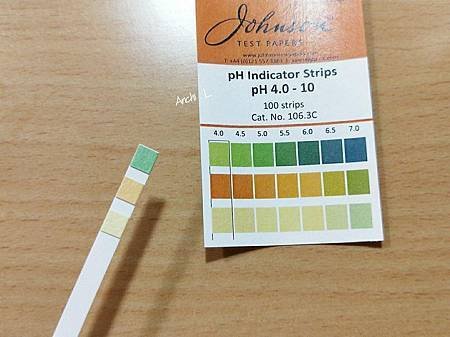 Johnson
TEST PAPERS
pH Indicator Strips
pH 4.0 - 10
100 strips
Cat. No. 106.3C
4.0 4.5 5.0 5.5 6.0 6.5 7.0
Archi L